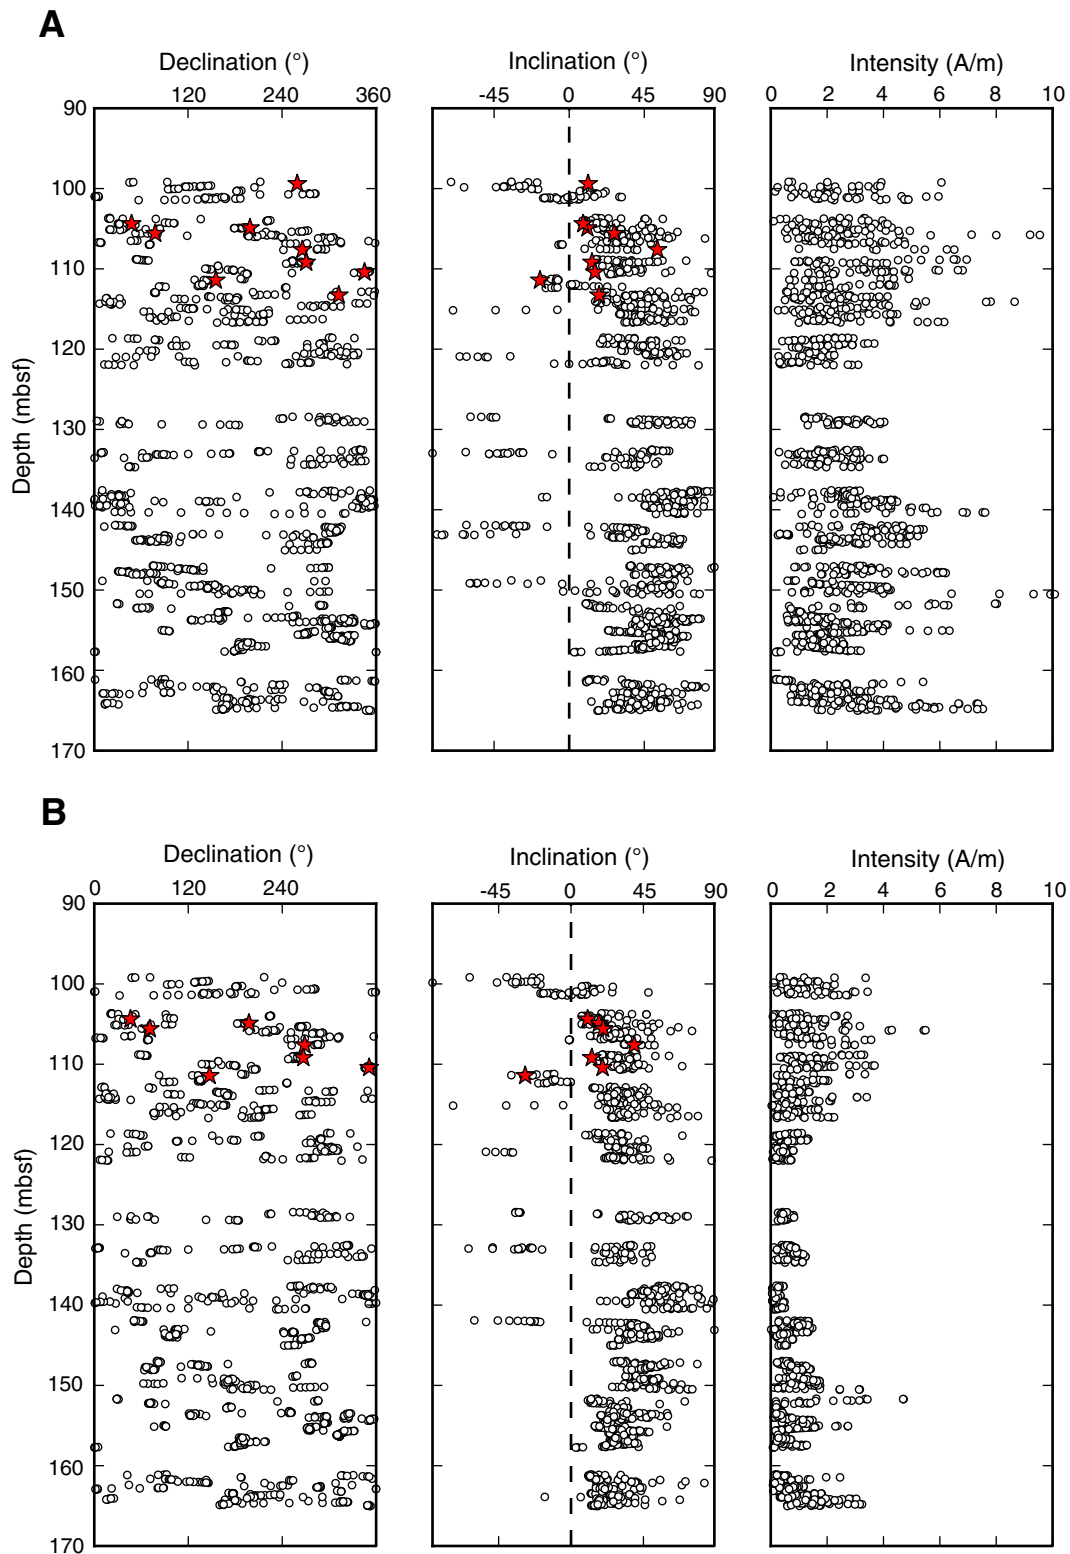 A
Declination (°) Inclination (°) Intensity (A/m)
120 240 360 -45 0 45 90 0 2 4 6 8 10
90
100
110
120
130
140
150
160
170
Depth (mbsf)
B
Declination (°) Inclination (°) Intensity (A/m)
0 120 240 -45 0 45 90 0 2 4 6 8 10
90
100
110
120
130
140
150
160
170
Depth (mbsf)